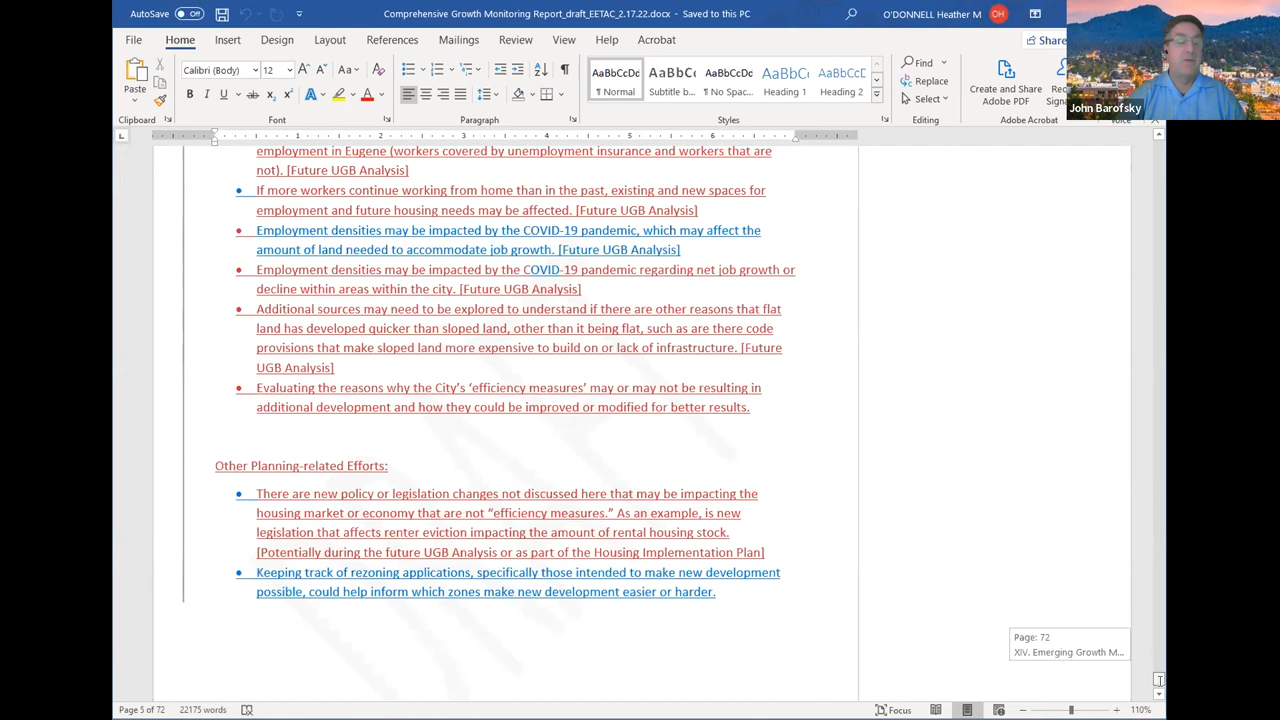 AutoSave Off Comprehensive Growth Monitoring Report_draft_EETAC_2.17.22.docx - Saved to this PC O'DONNELL Heather M OH
File Home Insert Design Layout References Mailings Review View Help Acrobat Share
John Barofsky
Paste Calibri (Body) 12 Find Replace Select Create and Share Adobe PDF
AaBbCcDd AaBbCcD AaBbCcDd AaBbCcD AaBbCcD
¶ Normal Subtitle b... ¶ No Spac... Heading 1 Heading 2
Clipboard Font Paragraph Styles Editing Adobe Acrobat Voice
1 2 3 4 5 6
employment in Eugene (workers covered by unemployment insurance and workers that are
not). [Future UGB Analysis]
• If more workers continue working from home than in the past, existing and new spaces for
employment and future housing needs may be affected. [Future UGB Analysis]
• Employment densities may be impacted by the COVID-19 pandemic, which may affect the
amount of land needed to accommodate job growth. [Future UGB Analysis]
• Employment densities may be impacted by the COVID-19 pandemic regarding net job growth or
decline within areas within the city. [Future UGB Analysis]
• Additional sources may need to be explored to understand if there are other reasons that flat
land has developed quicker than sloped land, other than it being flat, such as are there code
provisions that make sloped land more expensive to build on or lack of infrastructure. [Future
UGB Analysis]
• Evaluating the reasons why the City's 'efficiency measures' may or may not be resulting in
additional development and how they could be improved or modified for better results.
Other Planning-related Efforts:
• There are new policy or legislation changes not discussed here that may be impacting the
housing market or economy that are not "efficiency measures." As an example, is new
legislation that affects renter eviction impacting the amount of rental housing stock.
[Potentially during the future UGB Analysis or as part of the Housing Implementation Plan]
• Keeping track of rezoning applications, specifically those intended to make new development
possible, could help inform which zones make new development easier or harder.
Page: 72
XIV. Emerging Growth M...
Page 5 of 72 22175 words Focus 110%